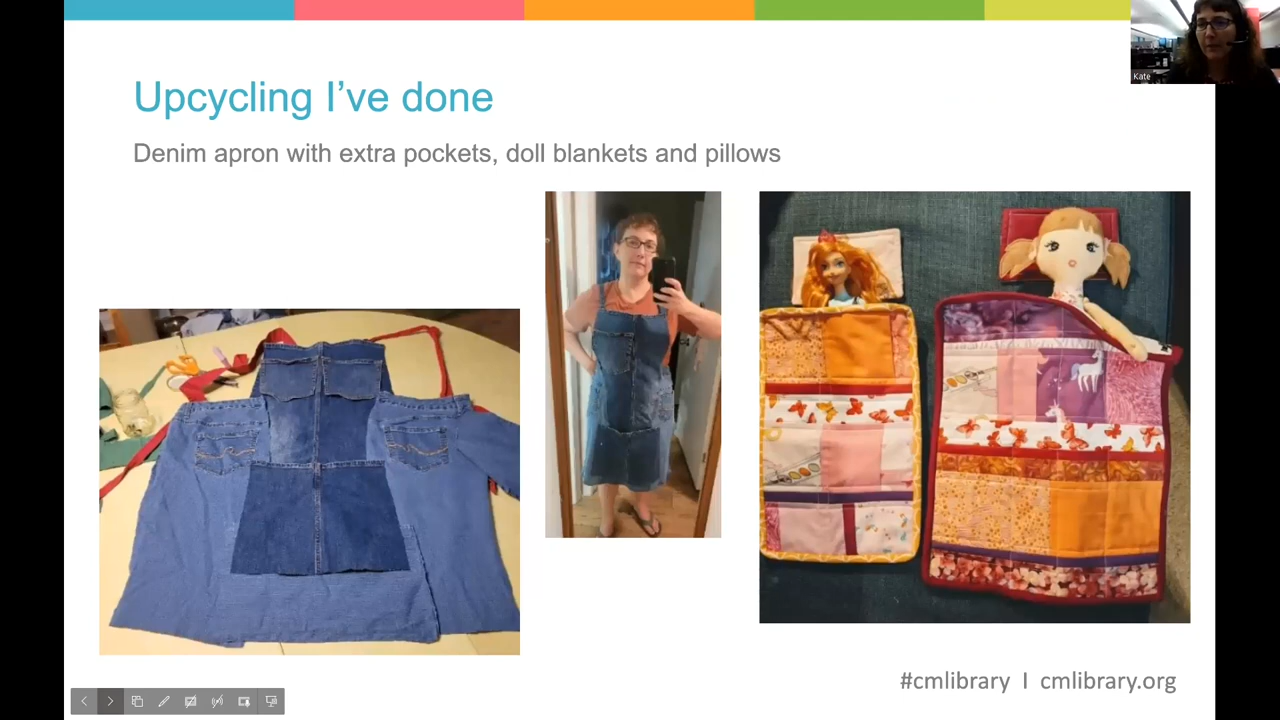 Kate
Upcycling I've done
Denim apron with extra pockets, doll blankets and pillows
#cmlibrary I cmlibrary.org